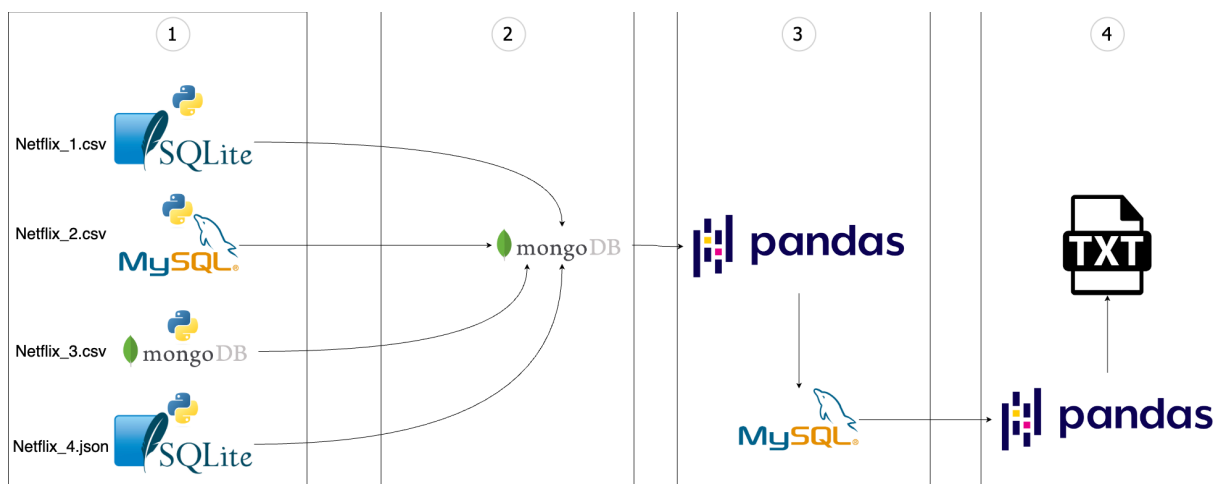 1
2
3
4
Netflix_1.csv
SQLite
Netflix_2.csv
MySQL®
mongoDB
pandas
TXT
Netflix_3.csv
mongoDB
Netflix_4.json
SQLite
MySQL®
pandas